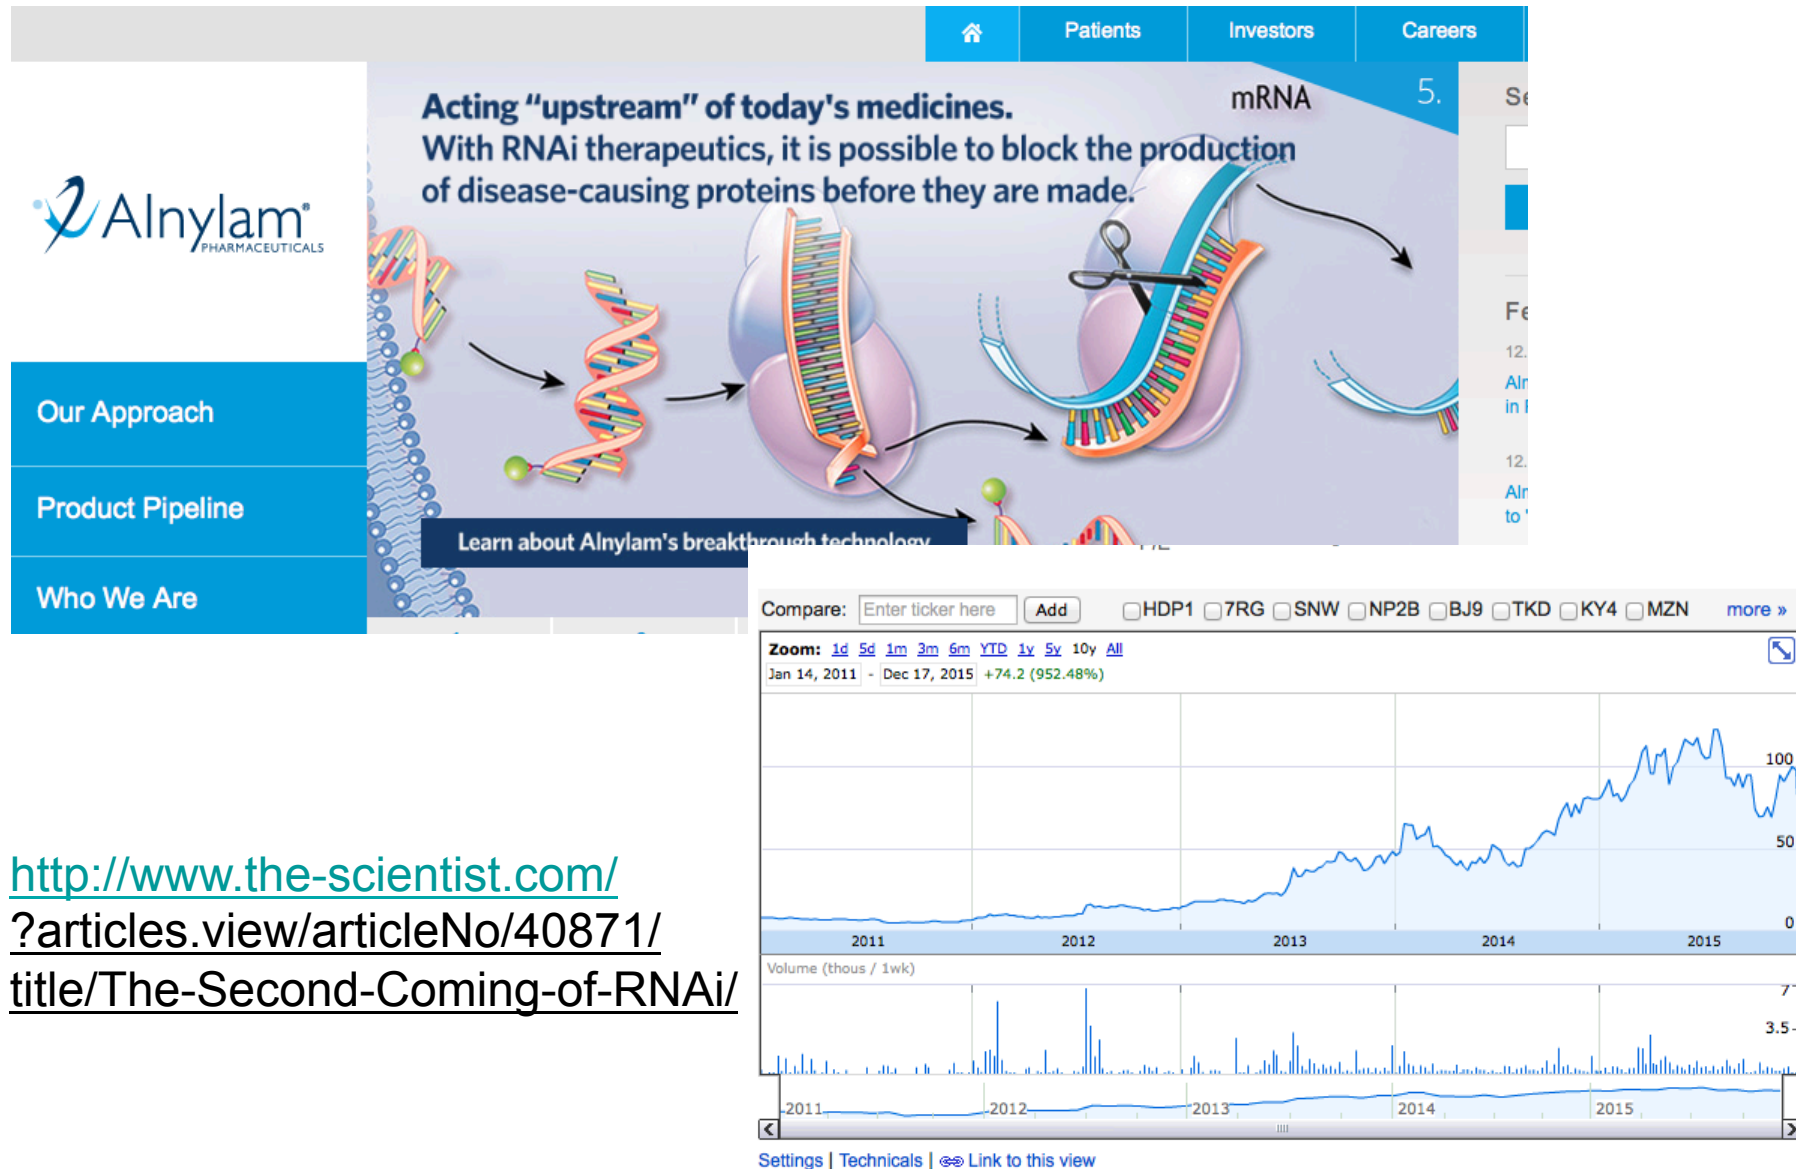 Patients Investors Careers
Acting “upstream” of today's medicines.
With RNAi therapeutics, it is possible to block the production
of disease-causing proteins before they are made.
mRNA
5.
Alnylam®
PHARMACEUTICALS
Our Approach
Product Pipeline
Who We Are
Learn about Alnylam's breakthrough technology
12.
in
12.
to
Compare: Enter ticker here Add HDP1 7RG SNW NP2B BJ9 TKD KY4 MZN more »
Zoom: 1d 5d 1m 3m 6m YTD 1y 5y 10y All
Jan 14, 2011 - Dec 17, 2015 +74.2 (952.48%)
100
50
0
2011 2012 2013 2014 2015
Volume (thous / 1wk)
7
3.5
2011 2012 2013 2014 2015
Settings | Technicals | Link to this view
http://www.the-scientist.com/
?articles.view/articleNo/40871/
title/The-Second-Coming-of-RNAi/